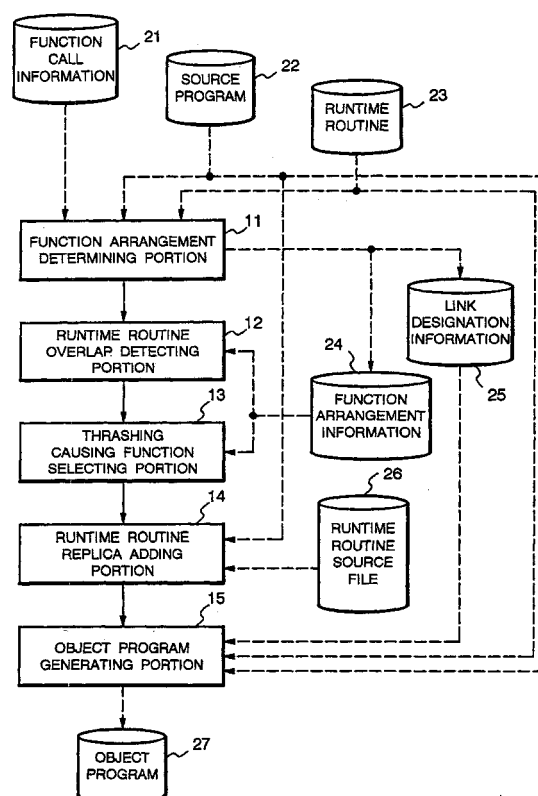 FUNCTION
CALL
INFORMATION
21
SOURCE
PROGRAM
22
RUNTIME
ROUTINE
23
11
FUNCTION ARRANGEMENT
DETERMINING PORTION
12
RUNTIME ROUTINE
OVERLAP DETECTING
PORTION
LINK
DESIGNATION
INFORMATION
25
24
FUNCTION
ARRANGEMENT
INFORMATION
13
THRASHING
CAUSING FUNCTION
SELECTING PORTION
26
RUNTIME
ROUTINE
SOURCE
FILE
14
RUNTIME ROUTINE
REPLICA ADDING
PORTION
15
OBJECT PROGRAM
GENERATING PORTION
OBJECT
PROGRAM
27